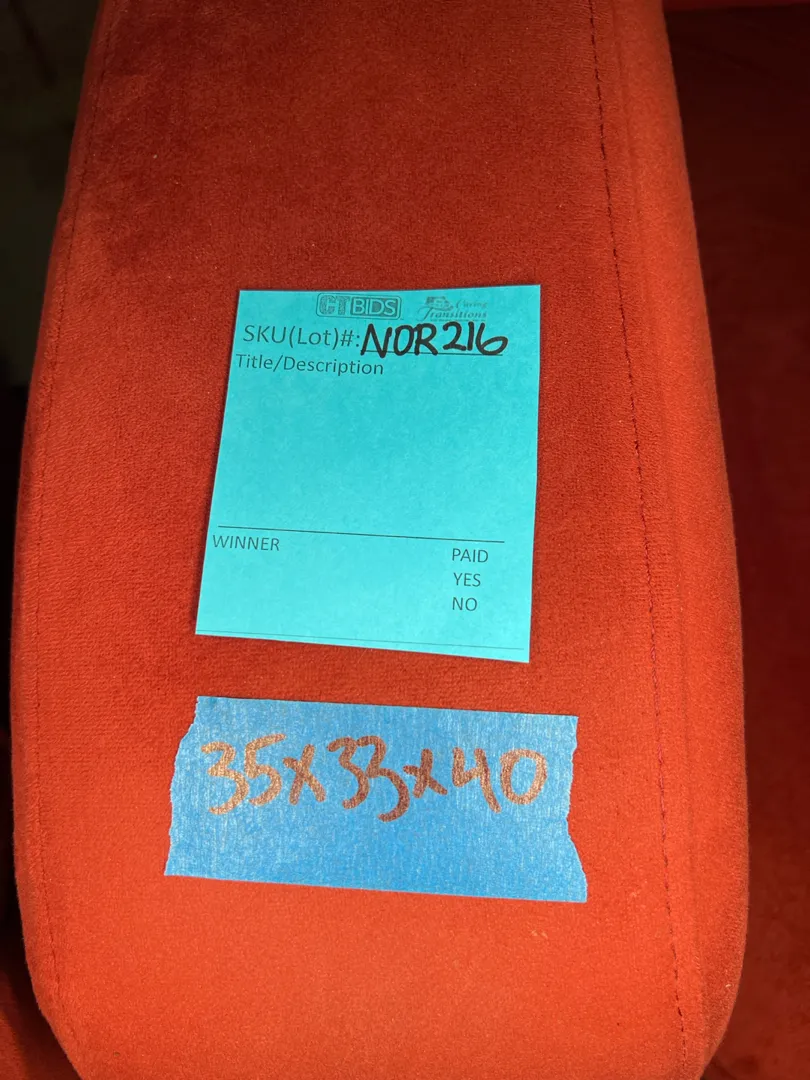 CTBIDS Caring Transitions
SKU(Lot)#: NOR216
Title/Description
WINNER
PAID
YES
NO
35x33x40